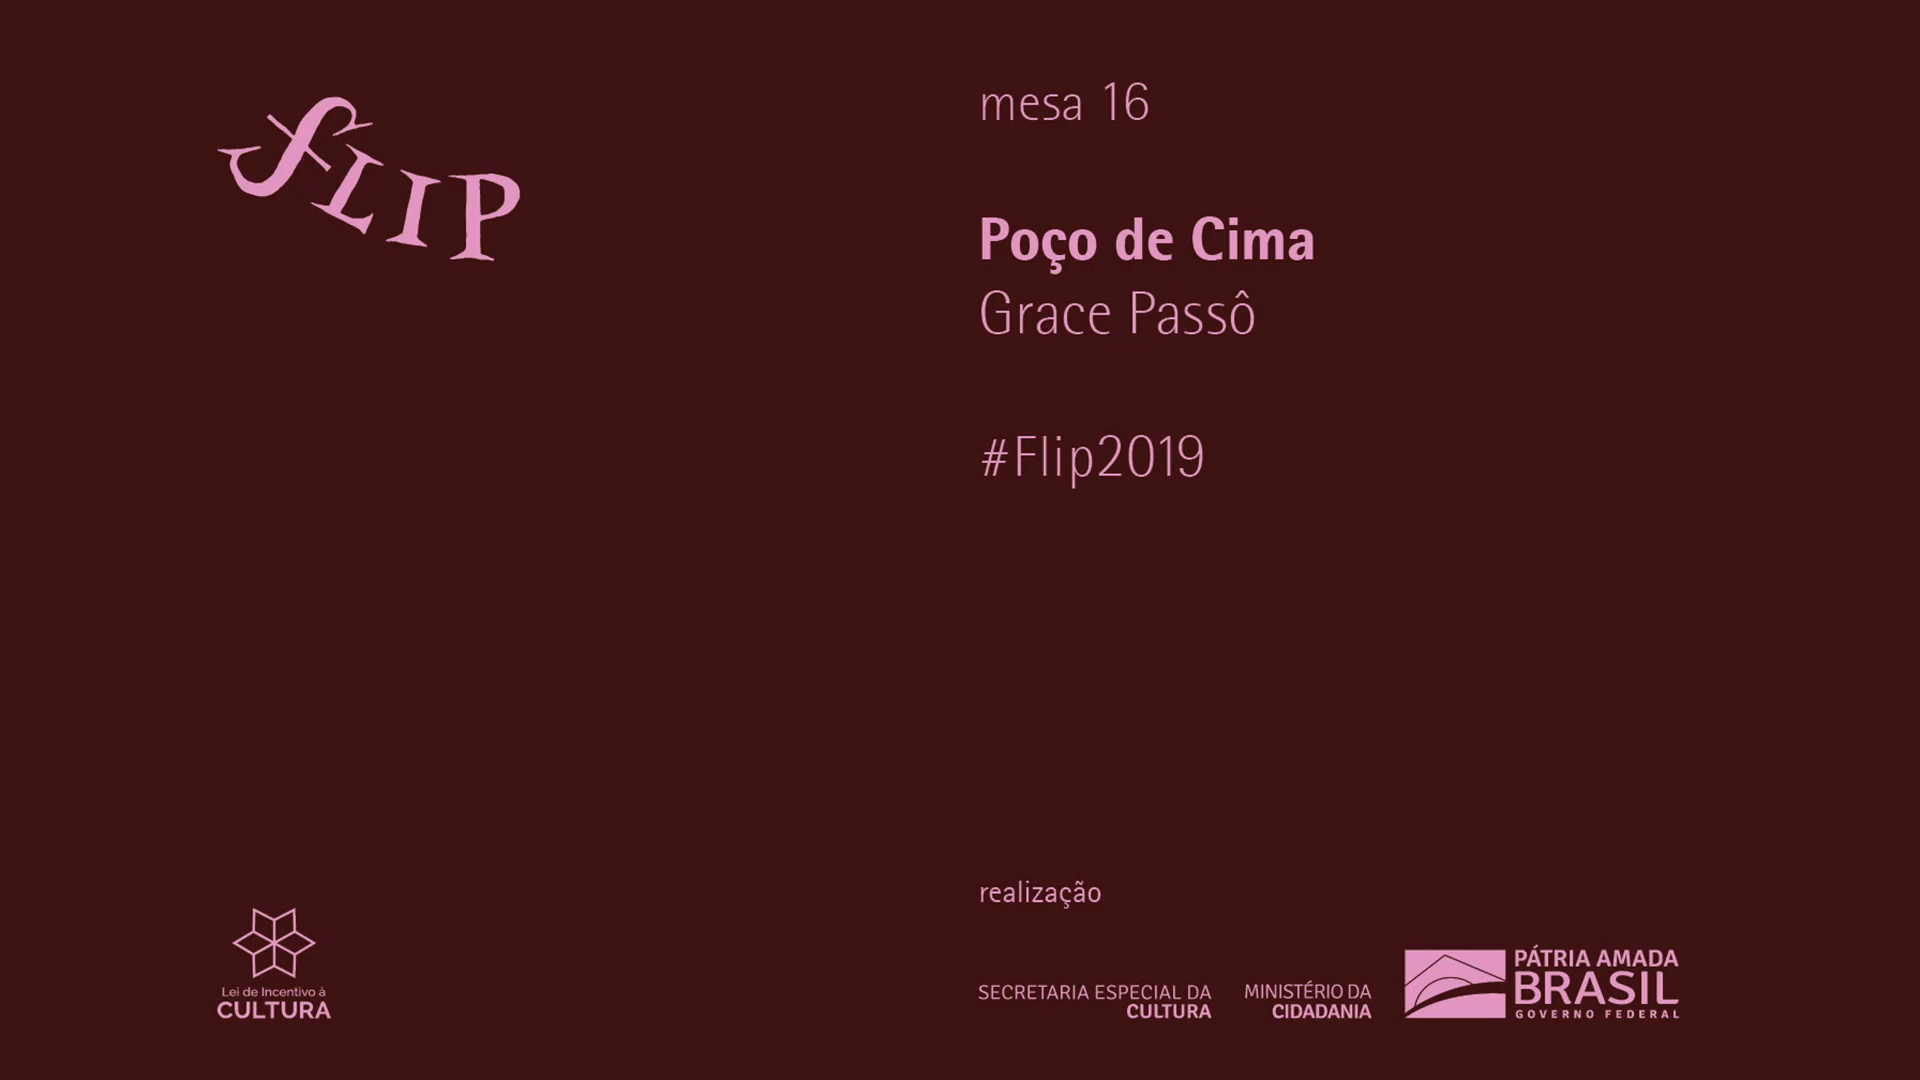 FLIP
mesa 16
Poço de Cima
Grace Passô
#Flip2019
realização
Lei de Incentivo à
CULTURA
SECRETARIA ESPECIAL DA
CULTURA
MINISTÉRIO DA
CIDADANIA
PÁTRIA AMADA
BRASIL
GOVERNO FEDERAL